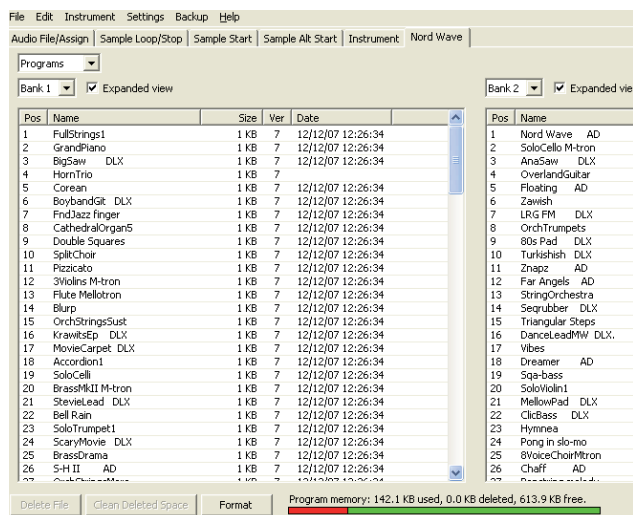 File Edit Instrument Settings Backup Help
Audio File/Assign Sample Loop/Stop Sample Start Sample Alt Start Instrument Nord Wave
Programs
Bank 1 Expanded view
Pos Name Size Ver Date
1 FullStrings1 1 KB 7 12/12/07 12:26:34
2 GrandPiano 1 KB 7 12/12/07 12:26:34
3 BigSaw DLX 1 KB 7 12/12/07 12:26:34
4 HornTrio 1 KB 7
5 Corean 1 KB 7 12/12/07 12:26:34
6 BoybandGit DLX 1 KB 7 12/12/07 12:26:34
7 FndJazz finger 1 KB 7 12/12/07 12:26:34
8 CathedralOrgan5 1 KB 7 12/12/07 12:26:34
9 Double Squares 1 KB 7 12/12/07 12:26:34
10 SplitChoir 1 KB 7 12/12/07 12:26:34
11 Pizzicato 1 KB 7 12/12/07 12:26:34
12 3Violins M-tron 1 KB 7 12/12/07 12:26:34
13 Flute Mellotron 1 KB 7 12/12/07 12:26:34
14 Blurp 1 KB 7 12/12/07 12:26:34
15 OrchStringsSust 1 KB 7 12/12/07 12:26:34
16 KrawitsEp DLX 1 KB 7 12/12/07 12:26:34
17 MovieCarpet DLX 1 KB 7 12/12/07 12:26:34
18 Accordion1 1 KB 7 12/12/07 12:26:34
19 SoloCelli 1 KB 7 12/12/07 12:26:34
20 BrassMkII M-tron 1 KB 7 12/12/07 12:26:34
21 StevieLead DLX 1 KB 7 12/12/07 12:26:34
22 Bell Rain 1 KB 7 12/12/07 12:26:34
23 SoloTrumpet1 1 KB 7 12/12/07 12:26:34
24 ScaryMovie DLX 1 KB 7 12/12/07 12:26:34
25 BrassDrama 1 KB 7 12/12/07 12:26:34
26 S-H II AD 1 KB 7 12/12/07 12:26:34
Bank 2 Expanded vie
Pos Name
1 Nord Wave AD
2 SoloCello M-tron
3 AnaSaw DLX
4 OverlandGuitar
5 Floating AD
6 Zawish
7 LRG FM DLX
8 OrchTrumpets
9 80s Pad DLX
10 Turkishish DLX
11 Znapz AD
12 Far Angels AD
13 StringOrchestra
14 Seqrubber DLX
15 Triangular Steps
16 DanceLeadMW DLX.
17 Vibes
18 Dreamer AD
19 Sqa-bass
20 SoloViolin1
21 MellowPad DLX
22 ClicBass DLX
23 Hymnea
24 Pong in slo-mo
25 8VoiceChoirMtron
26 Chaff AD
Delete File Clean Deleted Space Format Program memory: 142.1 KB used, 0.0 KB deleted, 613.9 KB free.